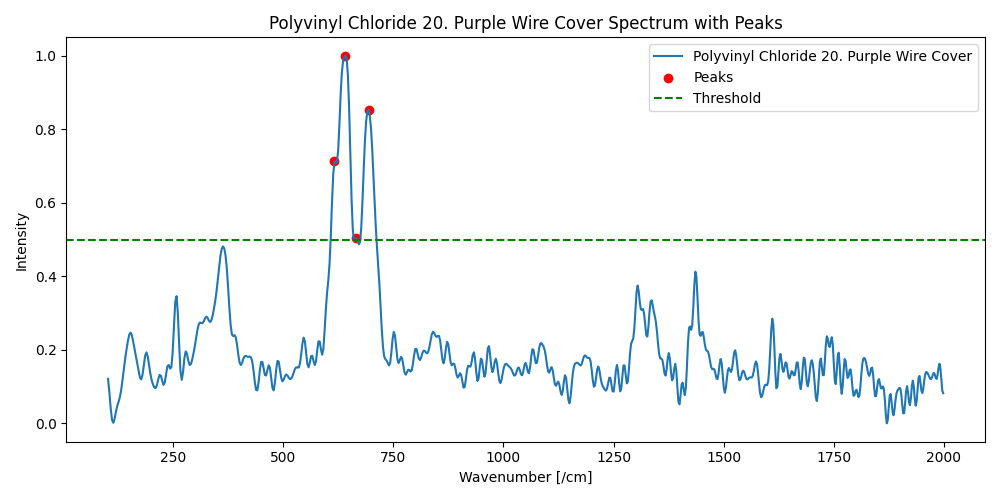 Polyvinyl Chloride 20. Purple Wire Cover Spectrum with Peaks
Polyvinyl Chloride 20. Purple Wire Cover
Peaks
Threshold
Intensity
1.0
0.8
0.6
0.4
0.2
0.0
250 500 750 1000 1250 1500 1750 2000
Wavenumber [/cm]